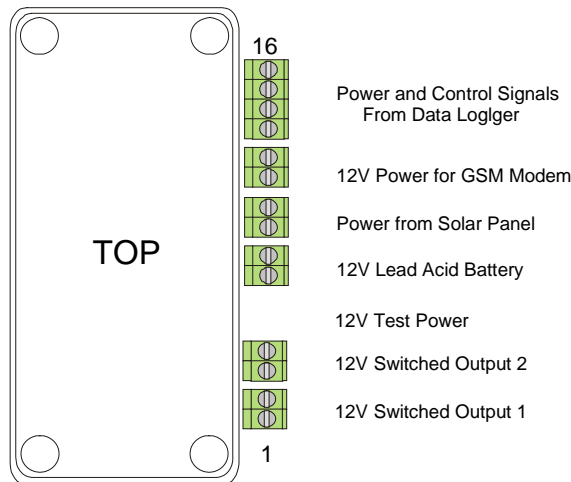 16
Power and Control Signals
From Data Loglger
12V Power for GSM Modem
Power from Solar Panel
TOP
12V Lead Acid Battery
12V Test Power
12V Switched Output 2
12V Switched Output 1
1